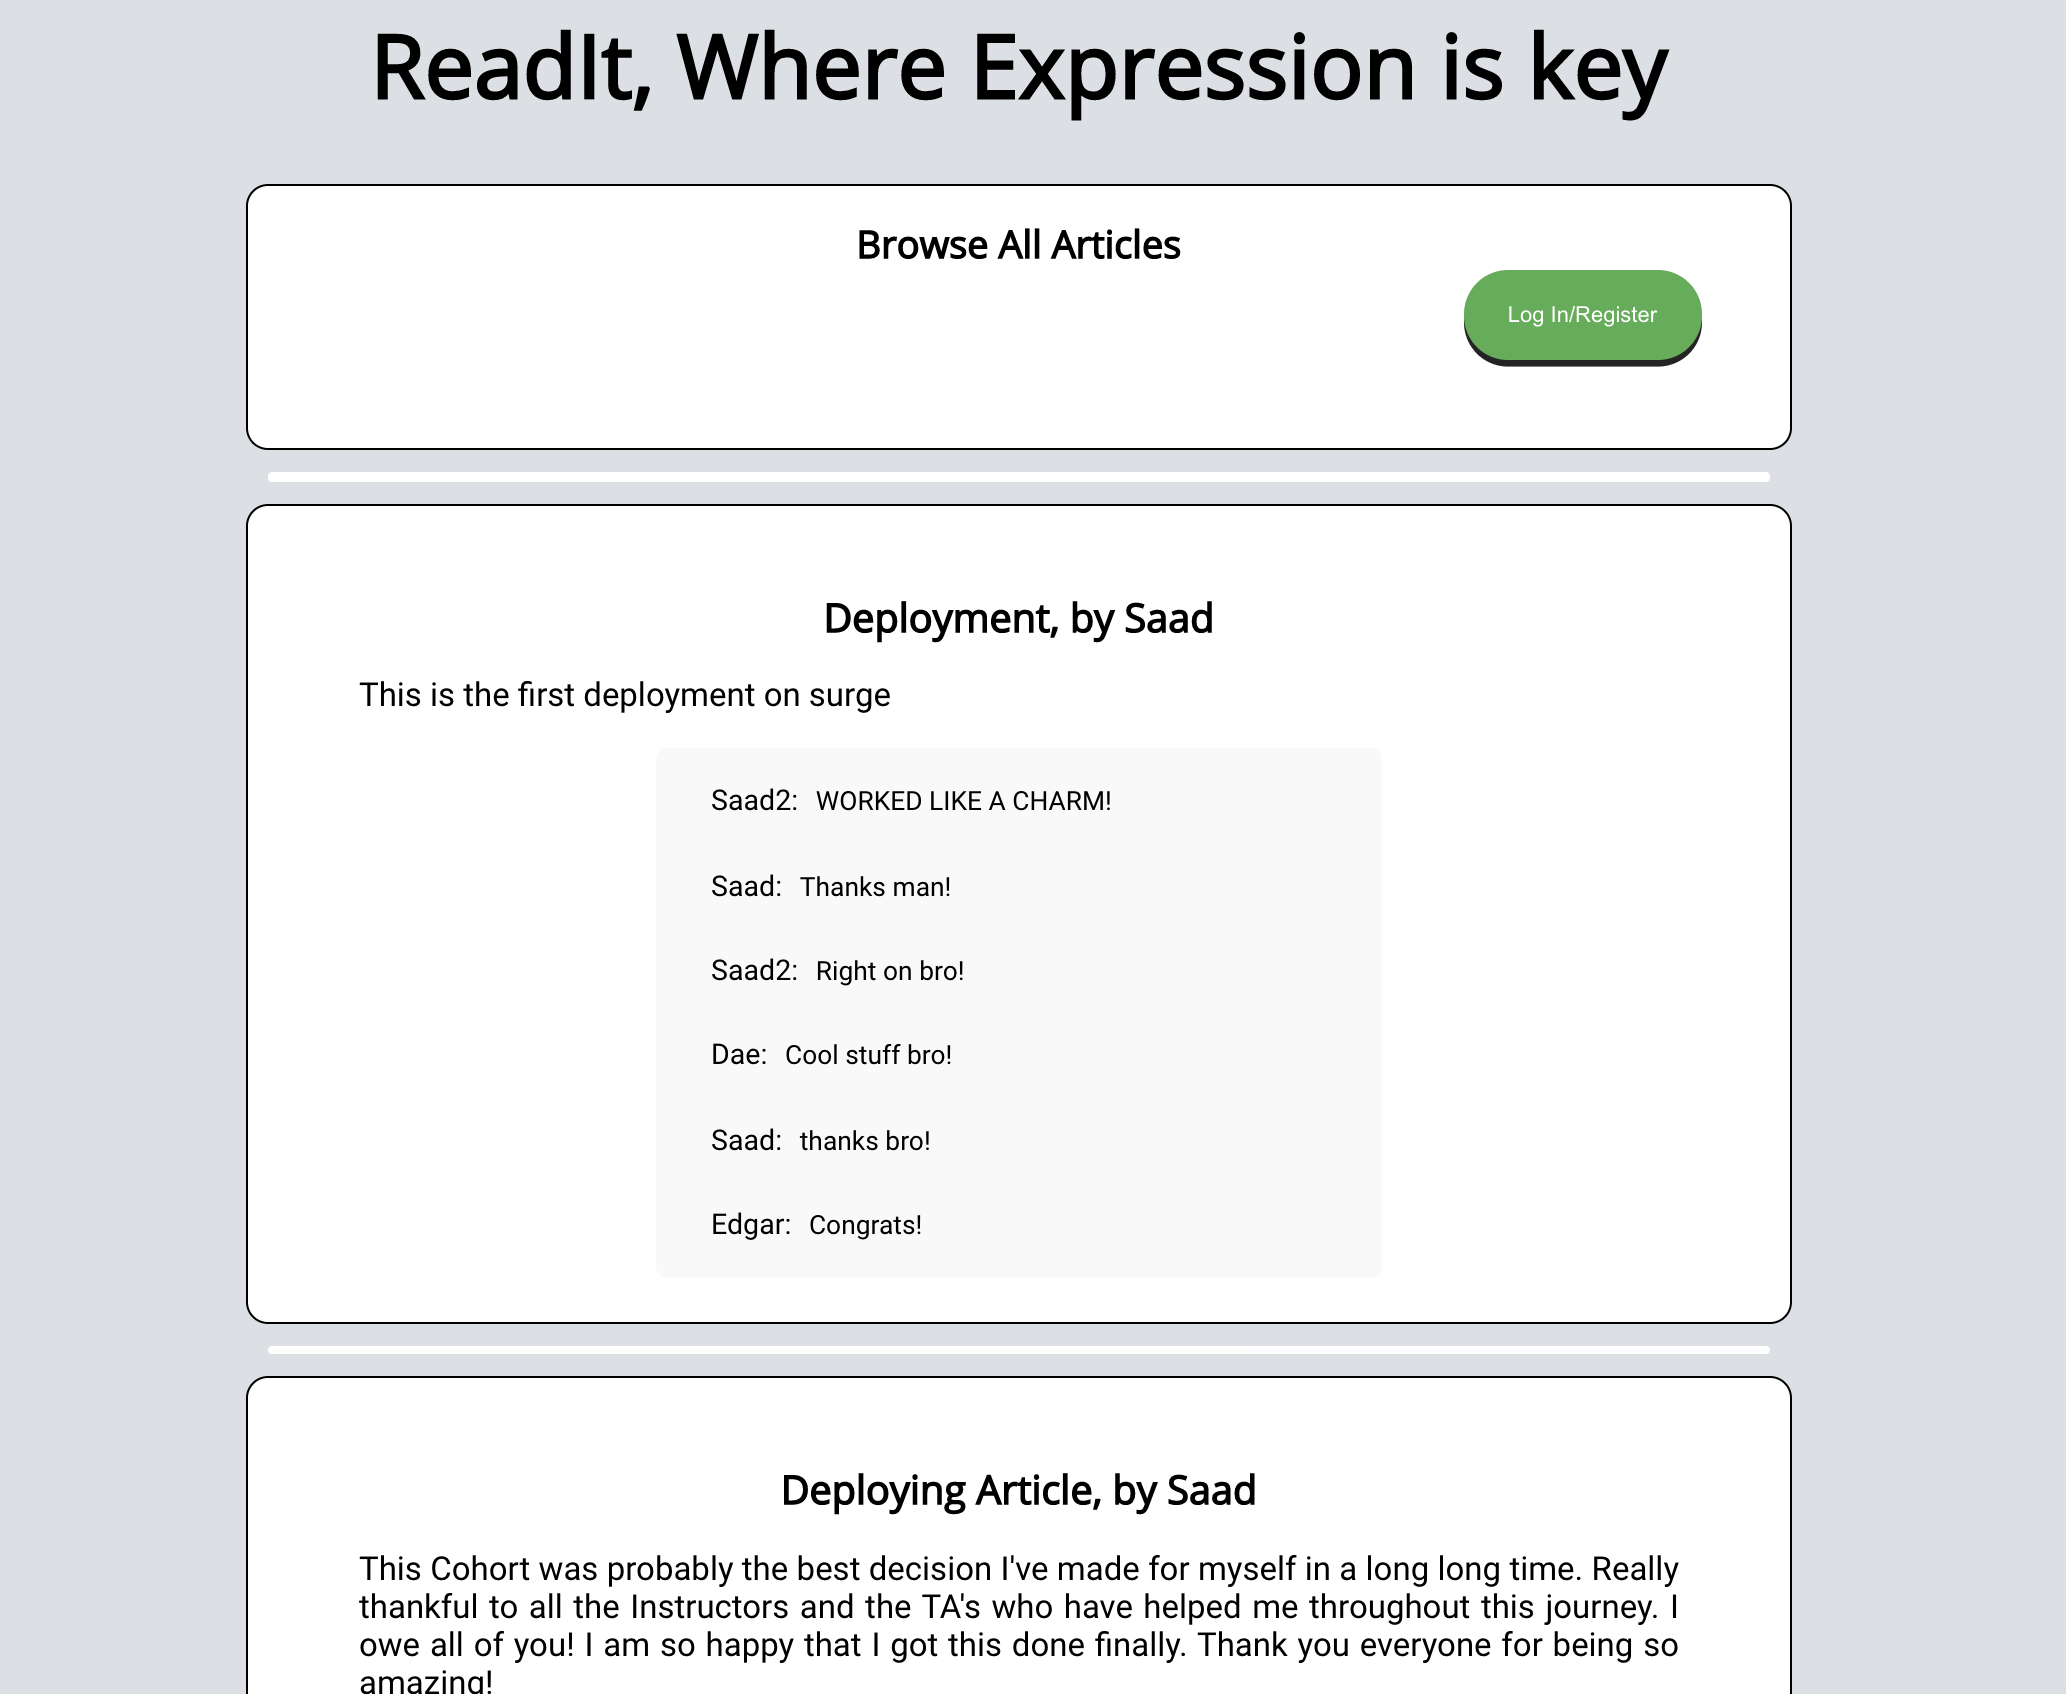 ReadIt, Where Expression is key
Browse All Articles
Log In/Register
Deployment, by Saad
This is the first deployment on surge
Saad2: WORKED LIKE A CHARM!
Saad: Thanks man!
Saad2: Right on bro!
Dae: Cool stuff bro!
Saad: thanks bro!
Edgar: Congrats!
Deploying Article, by Saad
This Cohort was probably the best decision I've made for myself in a long long time. Really
thankful to all the Instructors and the TA's who have helped me throughout this journey. I
owe all of you! I am so happy that I got this done finally. Thank you everyone for being so
amazing!